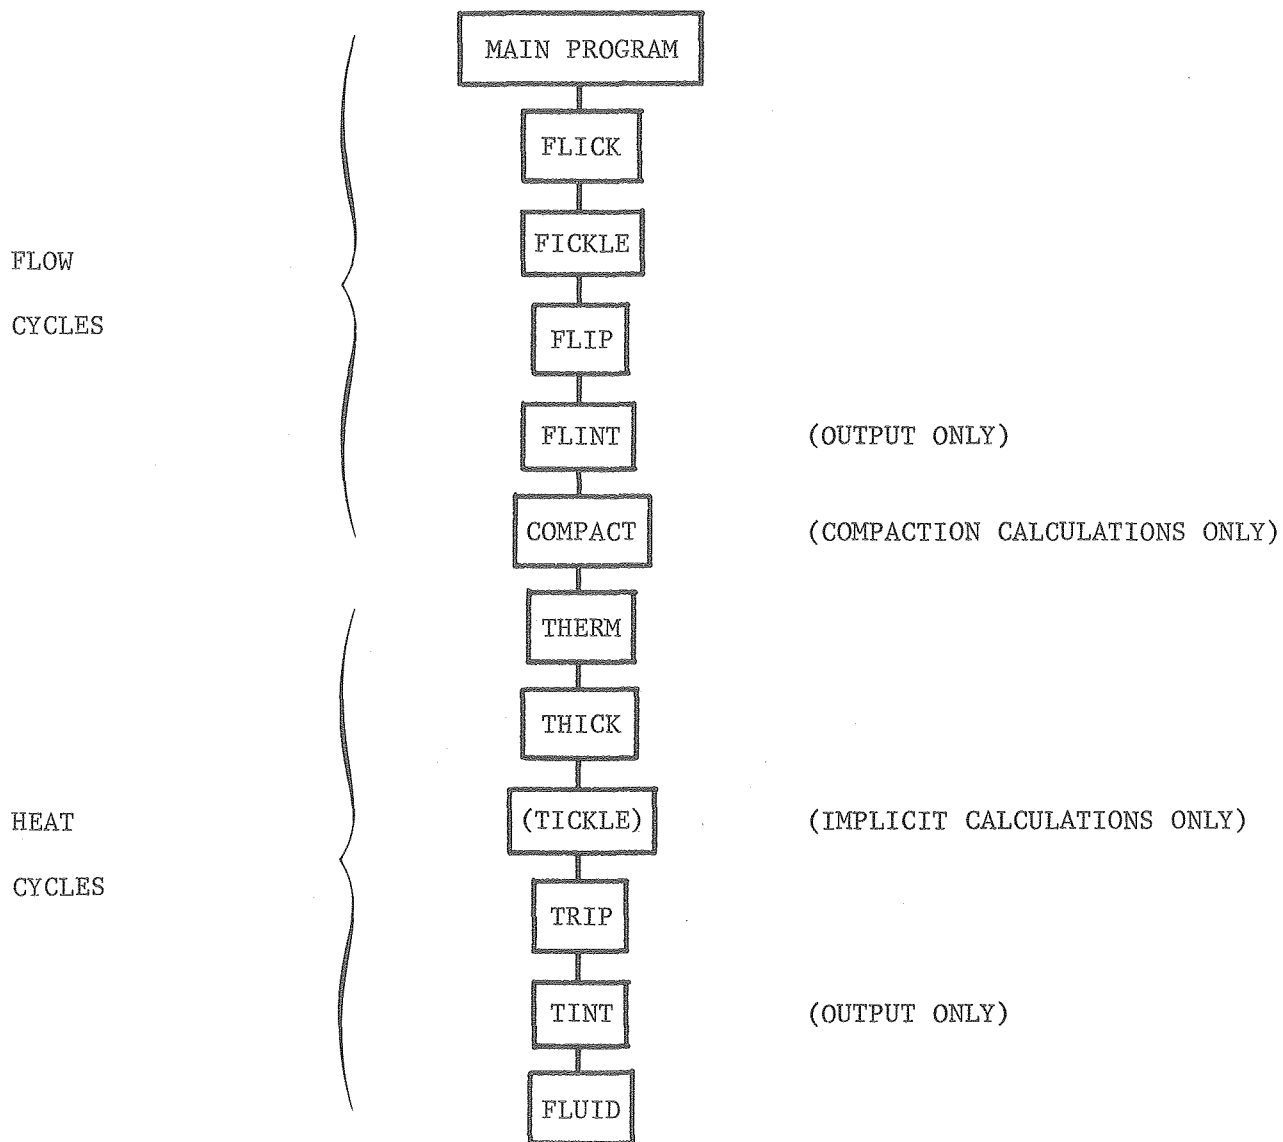 MAIN PROGRAM
FLICK
FICKLE
FLOW
CYCLES
FLIP
FLINT (OUTPUT ONLY)
COMPACT (COMPACTION CALCULATIONS ONLY)
THERM
THICK
HEAT
(TICKLE) (IMPLICIT CALCULATIONS ONLY)
CYCLES
TRIP
TINT (OUTPUT ONLY)
FLUID